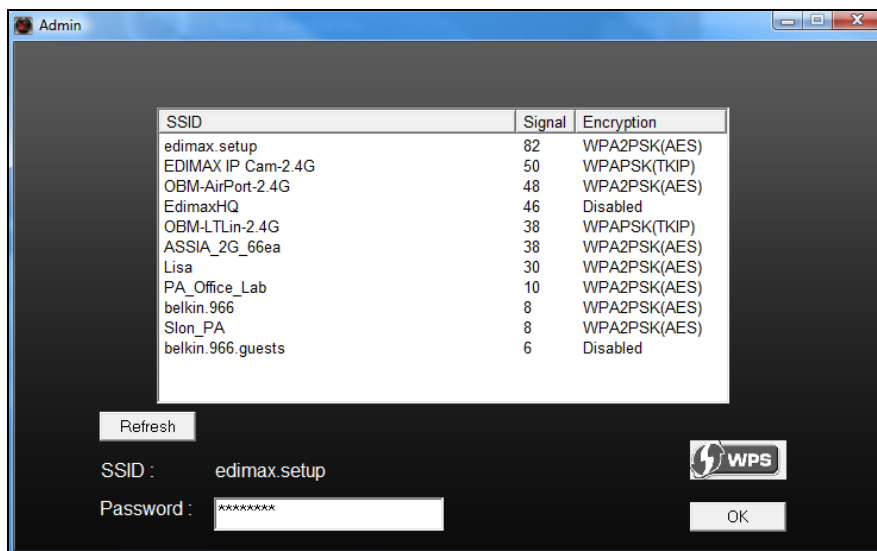 Admin
SSID Signal Encryption
edimax.setup 82 WPA2PSK(AES)
EDIMAX IP Cam-2.4G 50 WPAPSK(TKIP)
OBM-AirPort-2.4G 48 WPA2PSK(AES)
EdimaxHQ 46 Disabled
OBM-LTLin-2.4G 38 WPAPSK(TKIP)
ASSIA_2G_66ea 38 WPA2PSK(AES)
Lisa 30 WPA2PSK(AES)
PA_Office_Lab 10 WPA2PSK(AES)
belkin.966 8 WPA2PSK(AES)
Slon_PA 8 WPA2PSK(AES)
belkin.966.guests 6 Disabled
Refresh
WPS
SSID : edimax.setup
Password : ********
OK